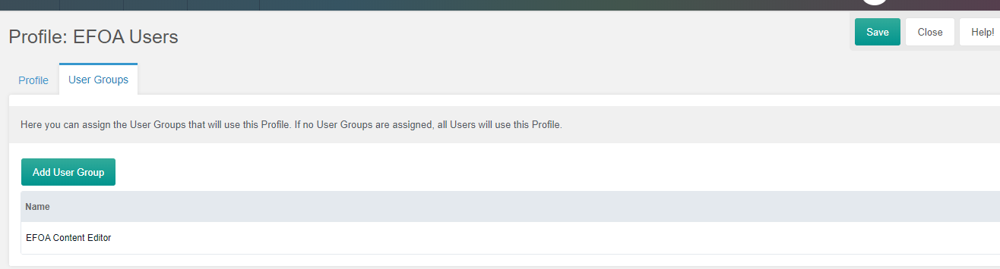 Profile: EFOA Users
Save
Close
Help!
Profile
User Groups
Here you can assign the User Groups that will use this Profile. If no User Groups are assigned, all Users will use this Profile.
Add User Group
Name
EFOA Content Editor